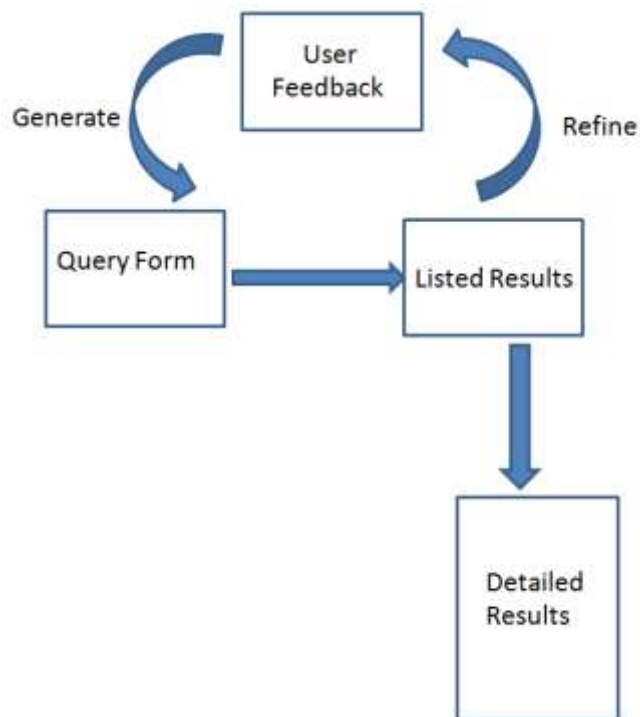 User
Feedback
Generate
Refine
Query Form
Listed Results
Detailed
Results